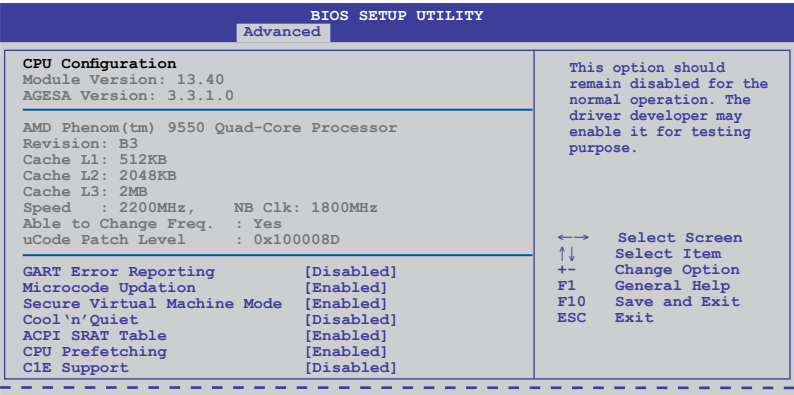 BIOS SETUP UTILITY
Advanced
CPU Configuration
Module Version: 13.40
AGESA Version: 3.3.1.0
AMD Phenom(tm) 9550 Quad-Core Processor
Revision: B3
Cache L1: 512KB
Cache L2: 2048KB
Cache L3: 2MB
Speed : 2200MHz, NB Clk: 1800MHz
Able to Change Freq. : Yes
uCode Patch Level : 0x100008D
GART Error Reporting [Disabled]
Microcode Updation [Enabled]
Secure Virtual Machine Mode [Enabled]
Cool‘n’Quiet [Disabled]
ACPI SRAT Table [Enabled]
CPU Prefetching [Enabled]
C1E Support [Disabled]
This option should
remain disabled for the
normal operation. The
driver developer may
enable it for testing
purpose.
←→ Select Screen
↑↓ Select Item
+- Change Option
F1 General Help
F10 Save and Exit
ESC Exit